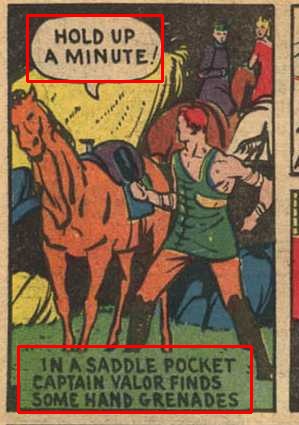 HOLD UP
A MINUTE!
IN A SADDLE POCKET
CAPTAIN VALOR FINDS
SOME HAND GRENADES